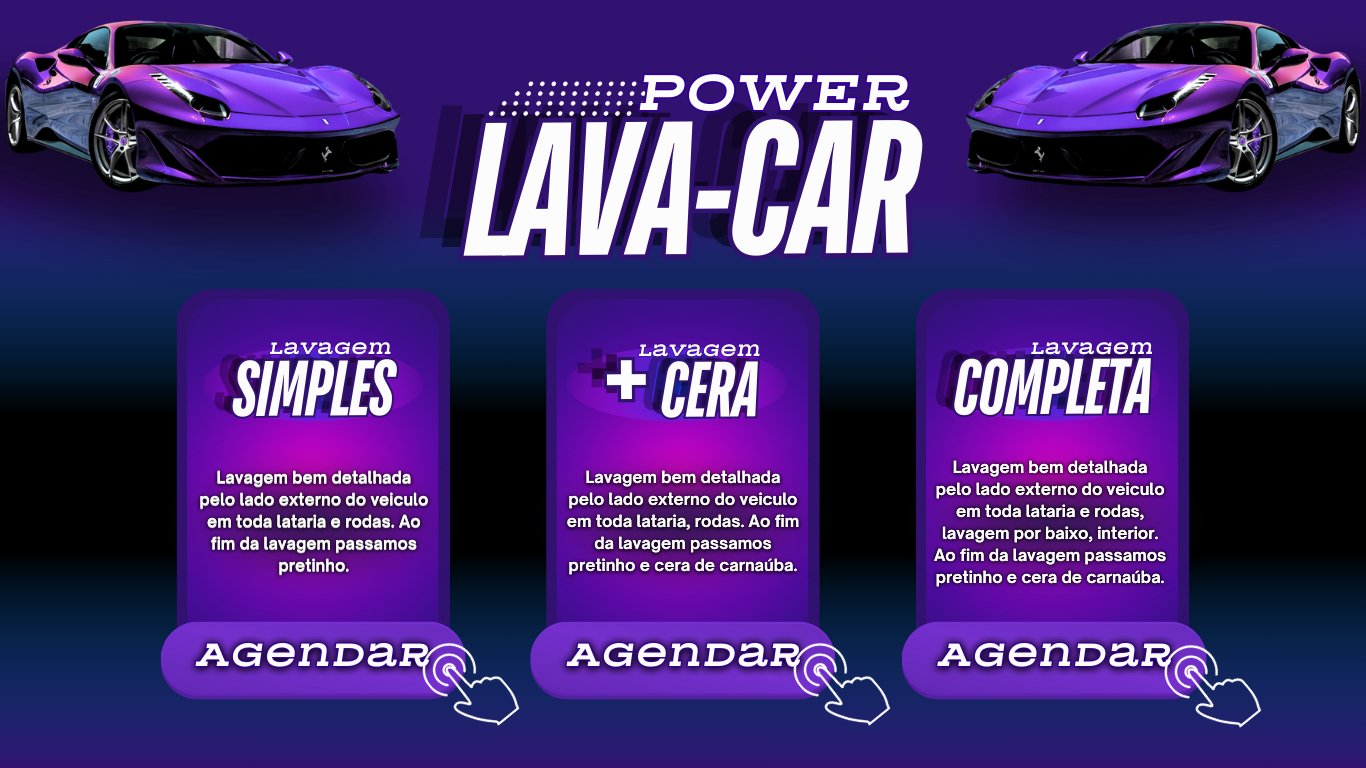 POWER
LAVA-CAR
Lavagem
SIMPLES
Lavagem bem detalhada
pelo lado externo do veiculo
em toda lataria e rodas. Ao
fim da lavagem passamos
pretinho.
AGenDaR
Lavagem
+ CERA
Lavagem bem detalhada
pelo lado externo do veiculo
em toda lataria, rodas. Ao fim
da lavagem passamos
pretinho e cera de carnaúba.
AGenDaR
Lavagem
COMPLETA
Lavagem bem detalhada
pelo lado externo do veiculo
em toda lataria e rodas,
lavagem por baixo, interior.
Ao fim da lavagem passamos
pretinho e cera de carnaúba.
AGenDaR